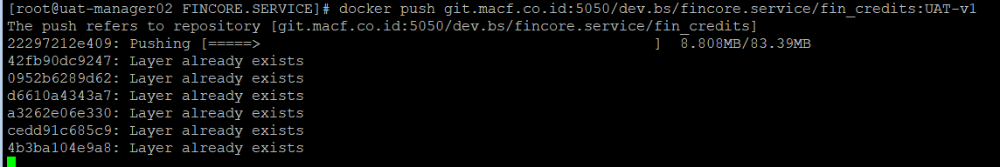 [root@uat-manager02 FINCORE.SERVICE]# docker push git.macf.co.id:5050/dev.bs/fincore.service/fin_credits:UAT-v1
The push refers to repository [git.macf.co.id:5050/dev.bs/fincore.service/fin_credits]
22297212e409: Pushing [=====>                                             ]  8.808MB/83.39MB
42fb90dc9247: Layer already exists
0952b6289d62: Layer already exists
d6610a4343a7: Layer already exists
a3262e06e330: Layer already exists
cedd91c685c9: Layer already exists
4b3ba104e9a8: Layer already exists